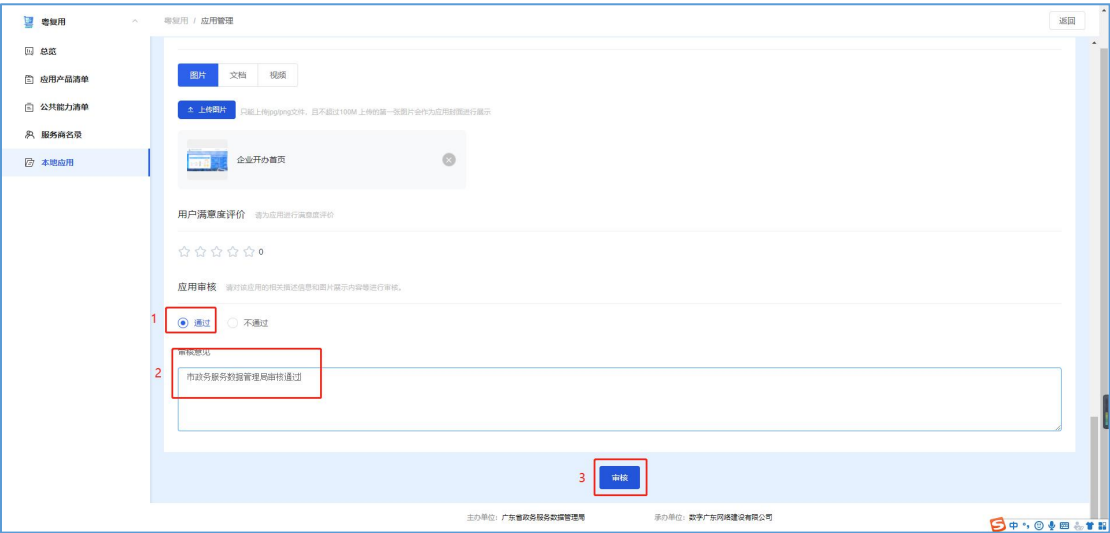 粤复用
粤复用 / 应用管理
返回
总览
应用产品清单
公共能力清单
服务商名录
本地应用
图片 文档 视频
上传图片 只能上传jpg/png文件、且不超过100M 上传的第一张图片会作为应用封面进行展示
企业开办首页
用户满意度评价 请为应用进行满意度评价
0
应用审核 请对该应用的相关描述信息和图片展示内容等进行审核。
1 通过 不通过
审核意见
2 市政务服务数据管理局审核通过
3 审核
主办单位：广东省政务服务数据管理局 承办单位：数字广东网络建设有限公司
中